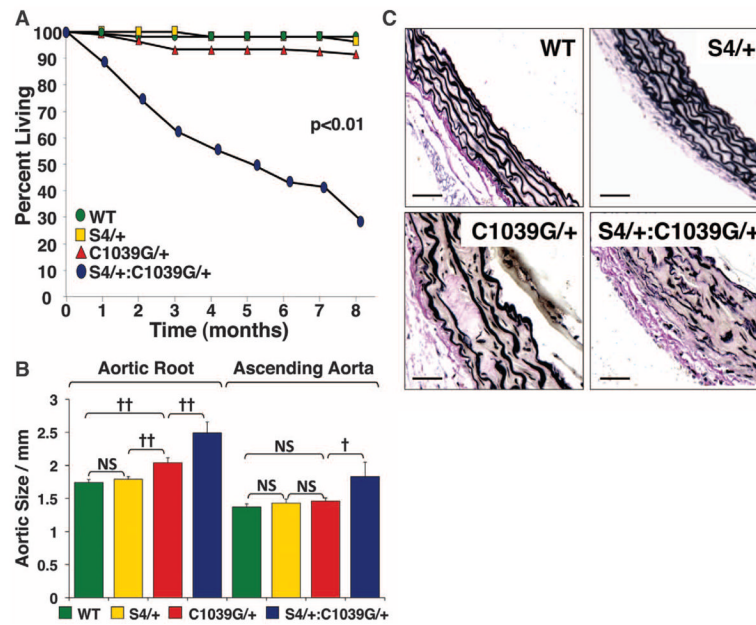 A
100
90
80
70
60
50
40
30
20
10
0
Percent Living
p<0.01
WT
S4/+
C1039G/+
S4/+:C1039G/+
0 1 2 3 4 5 6 7 8
Time (months)
B
Aortic Root Ascending Aorta
3
2.5
2
1.5
1
0.5
0
Aortic Size / mm
†† ††
††
NS
NS †
NS NS
WT S4/+ C1039G/+ S4/+:C1039G/+
C
WT S4/+
C1039G/+ S4/+:C1039G/+